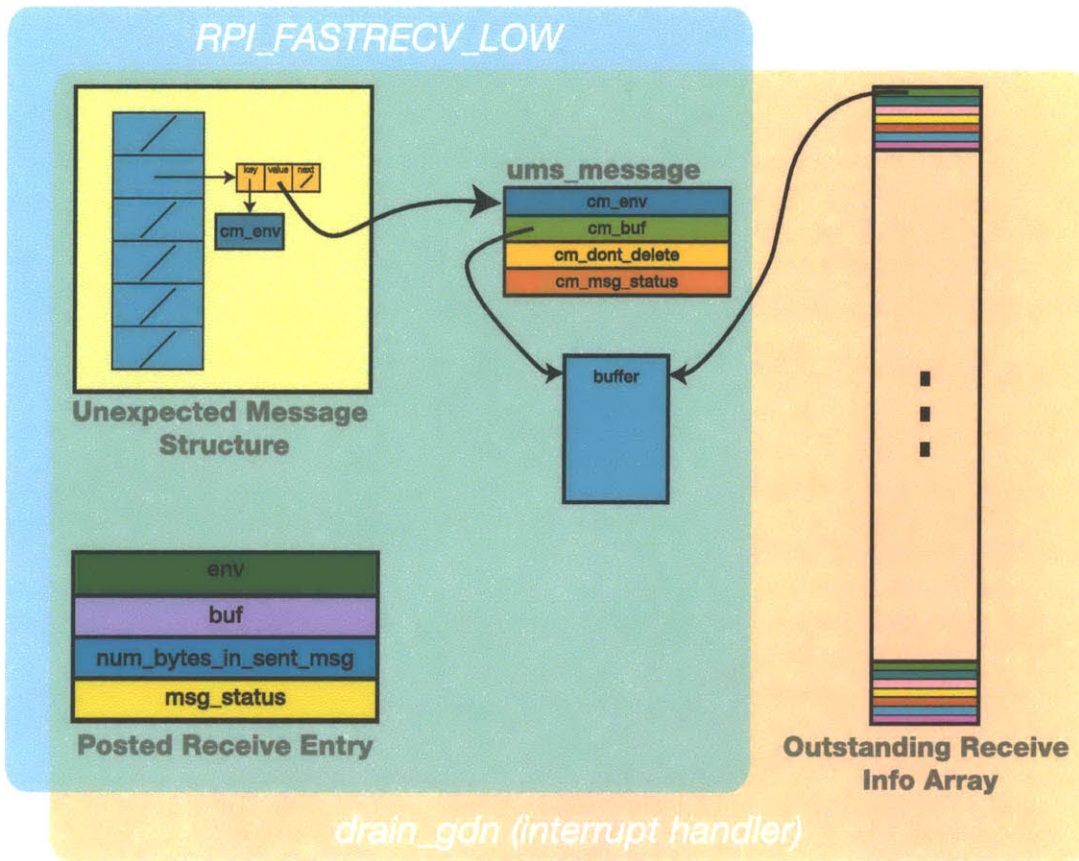 RPI_FASTRECV_LOW
key value next
cm_env
Unexpected Message
Structure
ums_message
cm_env
cm_buf
cm_dont_delete
cm_msg_status
buffer
env
buf
num_bytes_in_sent_msg
msg_status
Posted Receive Entry
Outstanding Receive
Info Array
drain_gdn (interrupt handler)